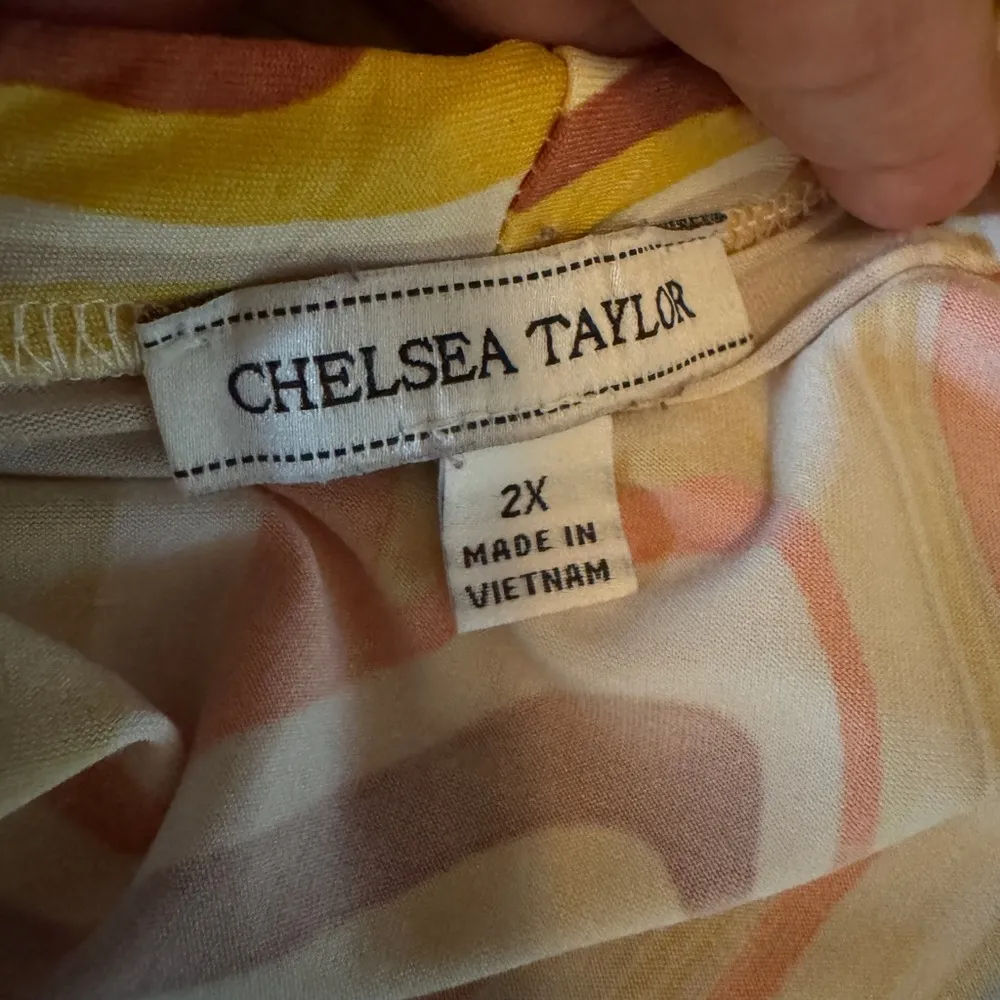 CHELSEA TAYLOR
2X
MADE IN
VIETNAM